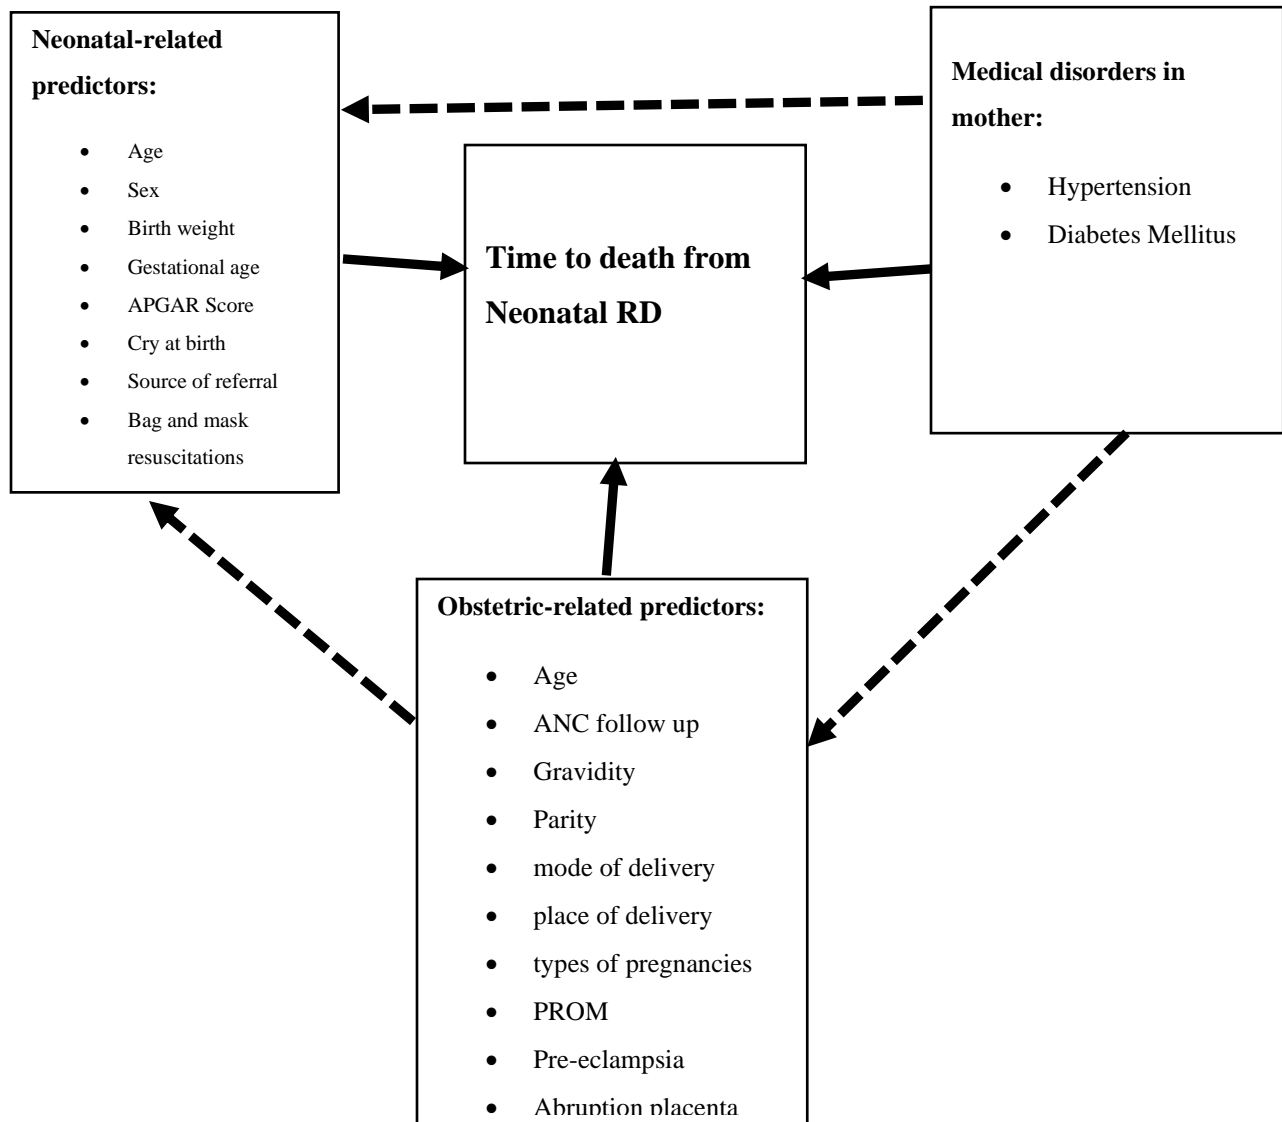 Neonatal-related
predictors:
• Age
• Sex
• Birth weight
• Gestational age
• APGAR Score
• Cry at birth
• Source of referral
• Bag and mask
resuscitations
Time to death from
Neonatal RD
Medical disorders in
mother:
• Hypertension
• Diabetes Mellitus
Obstetric-related predictors:
• Age
• ANC follow up
• Gravidity
• Parity
• mode of delivery
• place of delivery
• types of pregnancies
• PROM
• Pre-eclampsia
• Abruption placenta